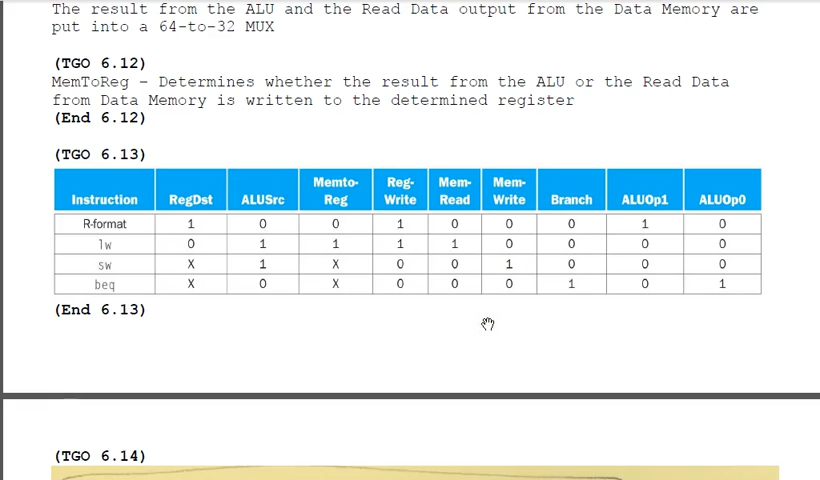 The result from the ALU and the Read Data output from the Data Memory are
put into a 64-to-32 MUX
(TGO 6.12)
MemToReg – Determines whether the result from the ALU or the Read Data
from Data Memory is written to the determined register
(End 6.12)
(TGO 6.13)
Instruction RegDst ALUSrc Memto-Reg Reg-Write Mem-Read Mem-Write Branch ALUOp1 ALUOp0
R-format 1 0 0 1 0 0 0 1 0
lw 0 1 1 1 1 0 0 0 0
sw X 1 X 0 0 1 0 0 0
beq X 0 X 0 0 0 1 0 1
(End 6.13)
(TGO 6.14)